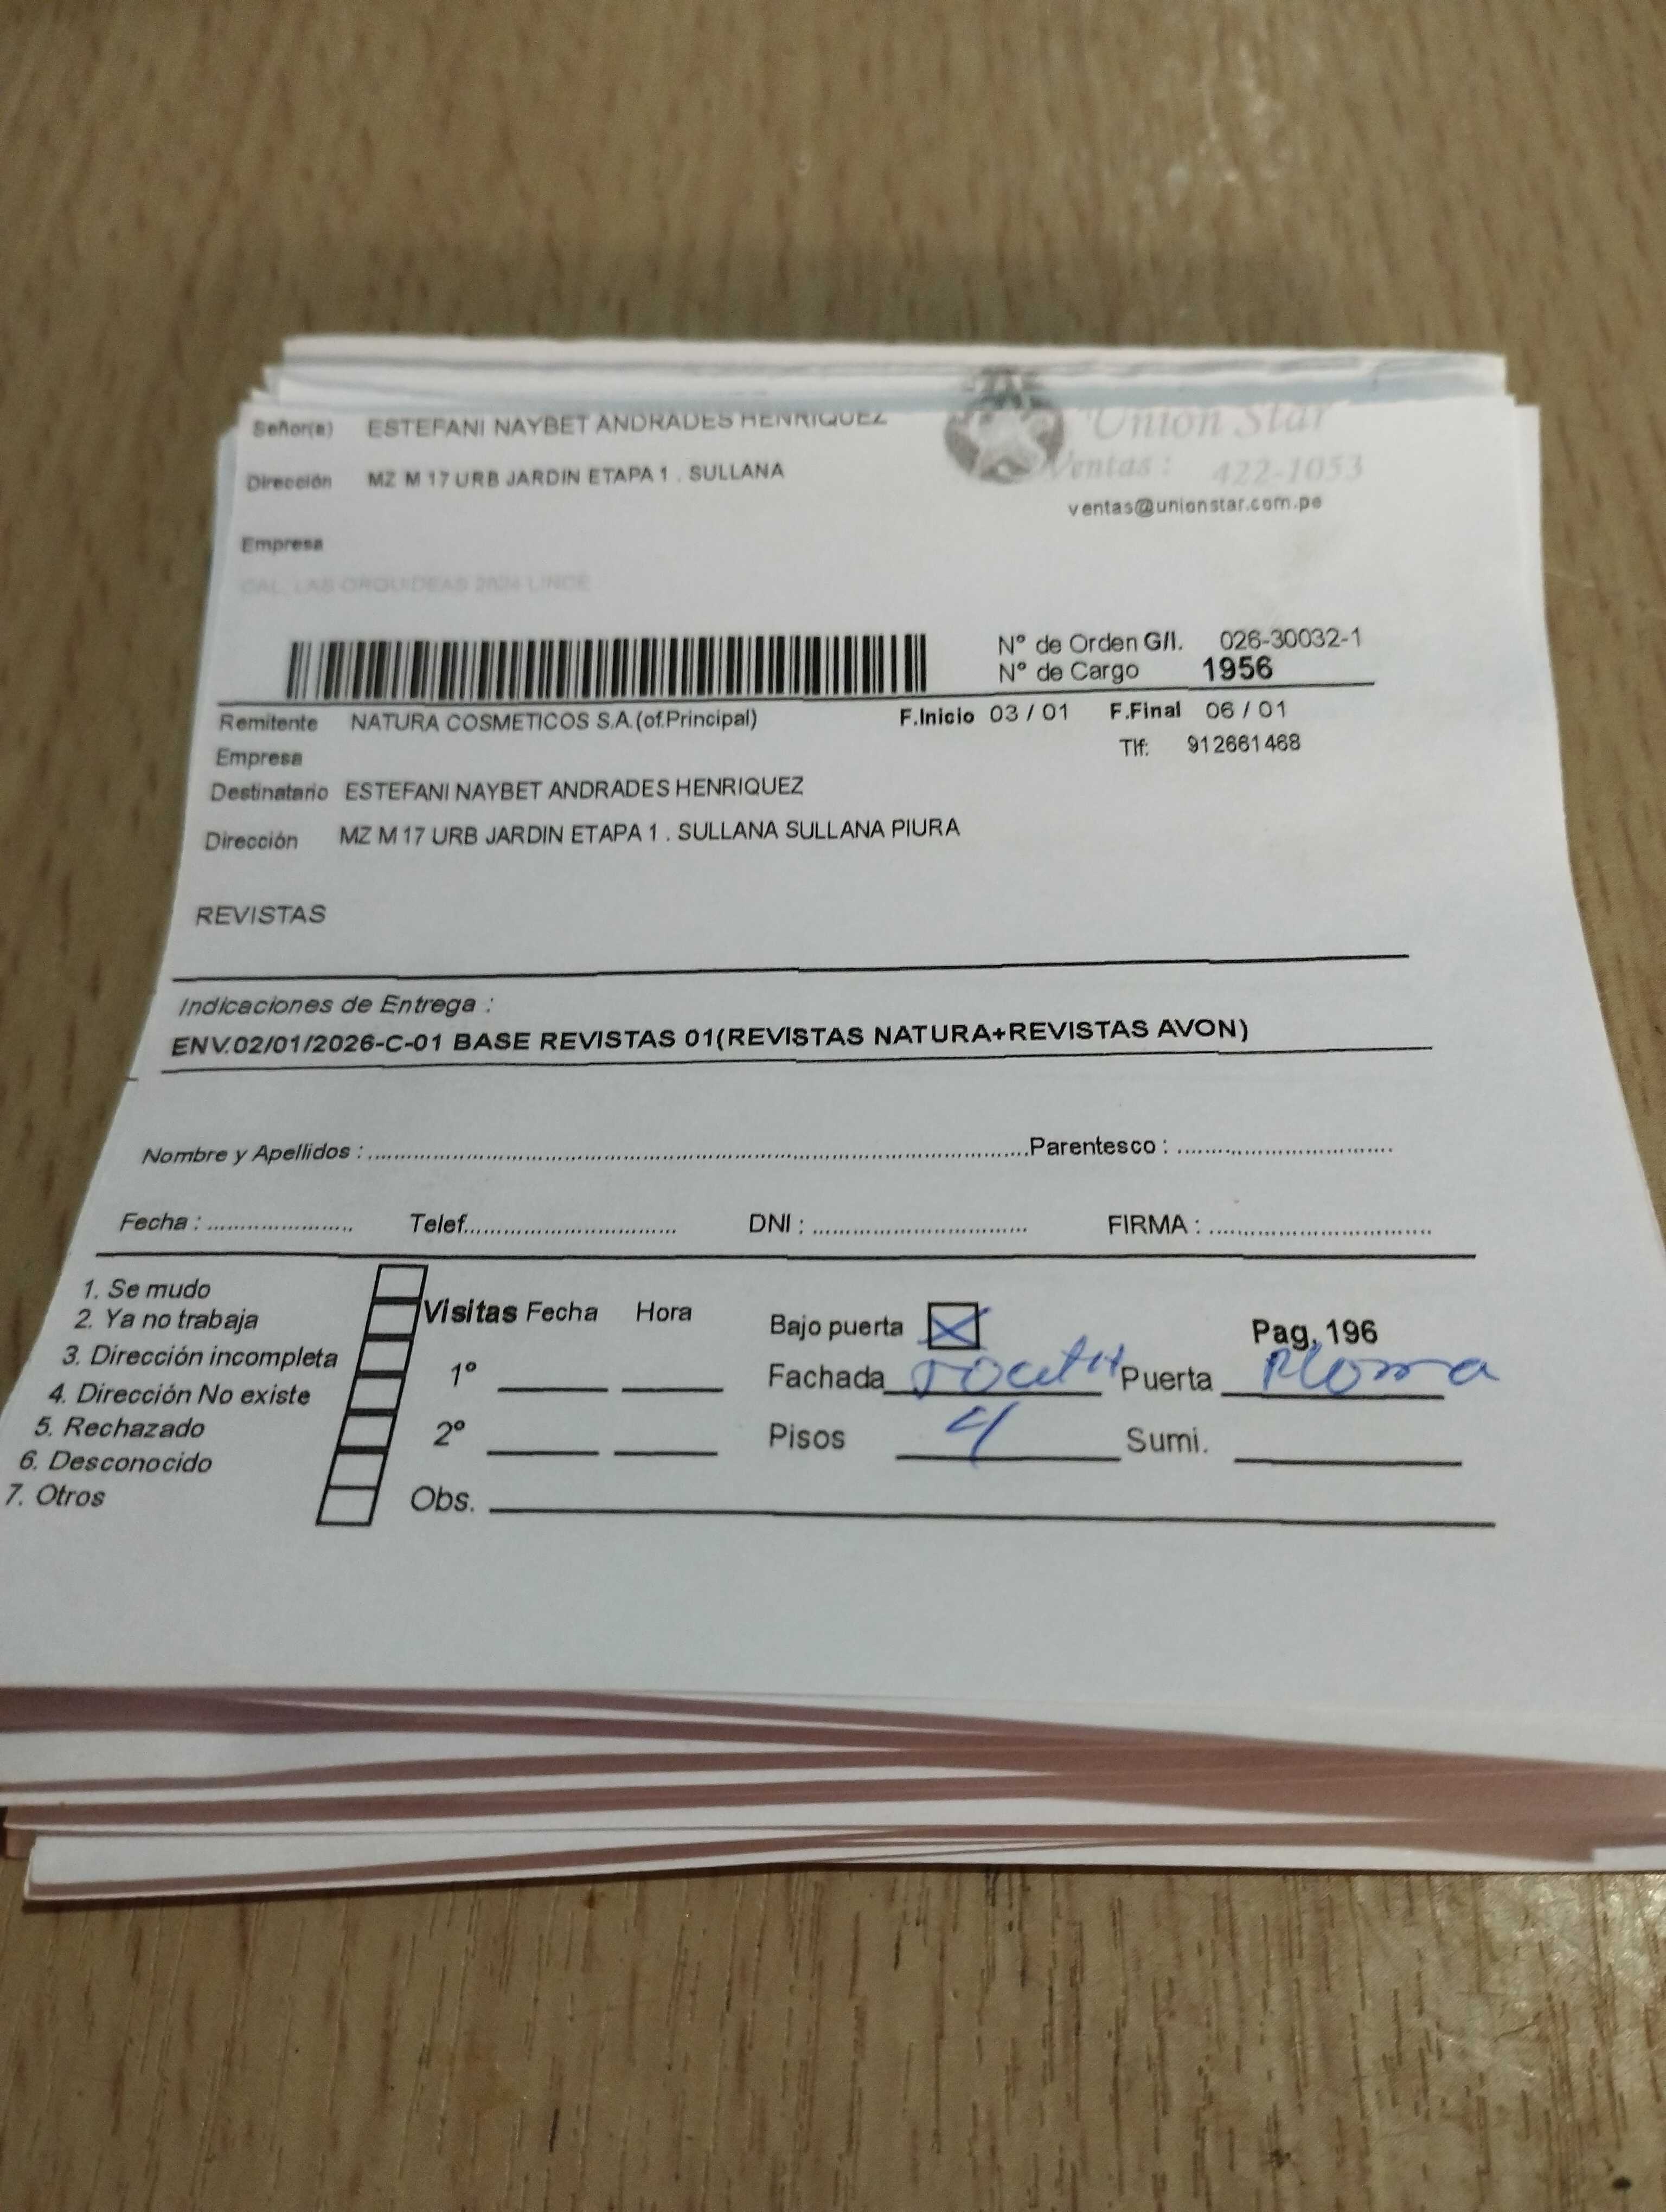 Señor(a) ESTEFANI NAYBET ANDRADES HENRIQUEZ
Union Star
Dirección MZ M 17 URB JARDIN ETAPA 1 . SULLANA
Ventas : 422-1053
ventas@unionstar.com.pe
Empresa
CAL. LAS ORQUIDEAS LINCE
Nº de Orden G/I. 026-30032-1
Nº de Cargo 1956
Remitente NATURA COSMETICOS S.A.(of.Principal) F.Inicio 03 / 01 F.Final 06 / 01
Empresa Tlf: 912661468
Destinatario ESTEFANI NAYBET ANDRADES HENRIQUEZ
Dirección MZ M 17 URB JARDIN ETAPA 1 . SULLANA SULLANA PIURA
REVISTAS
Indicaciones de Entrega :
ENV.02/01/2026-C-01 BASE REVISTAS 01(REVISTAS NATURA+REVISTAS AVON)
Nombre y Apellidos : Parentesco :
Fecha : Telef. DNI : FIRMA :
1. Se mudo
2. Ya no trabaja
3. Dirección incompleta
4. Dirección No existe
5. Rechazado
6. Desconocido
7. Otros
Visitas Fecha Hora
1º
2º
Obs.
Bajo puerta
Pag. 196
Fachada Puerta
Pisos 4 Sumi.